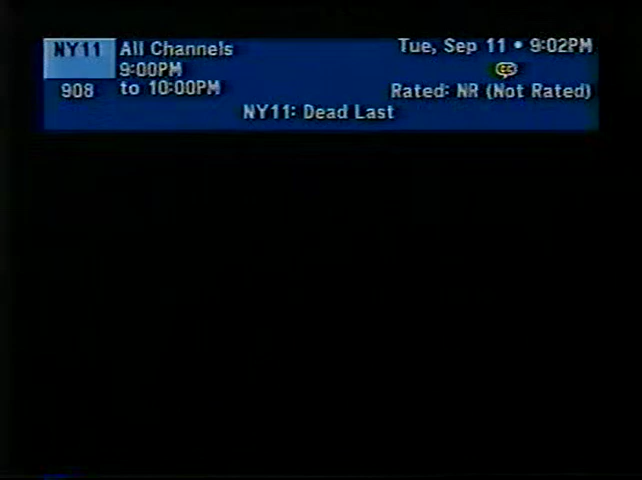 NY11 All Channels Tue, Sep 11 • 9:02PM
9:00PM CC
908 to 10:00PM Rated: NR (Not Rated)
NY11: Dead Last